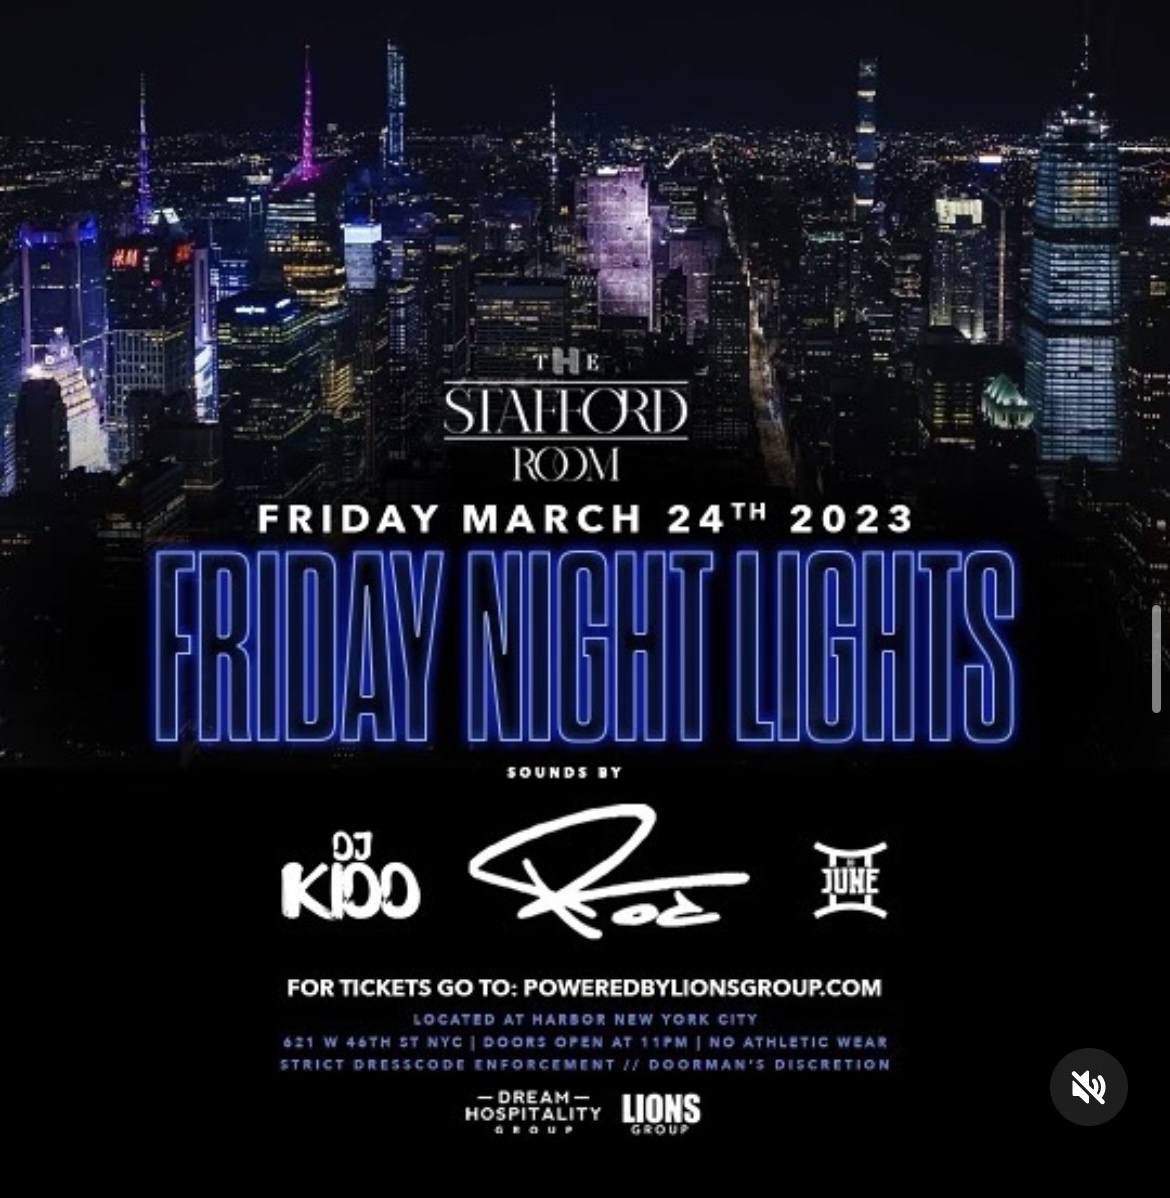 H&M
THE
STAFFORD
ROOM
FRIDAY MARCH 24TH 2023
FRIDAY NIGHT LIGHTS
SOUNDS BY
DJ
KIDD
Roc
JUNE
FOR TICKETS GO TO: POWEREDBYLIONSGROUP.COM
LOCATED AT HARBOR NEW YORK CITY
621 W 46TH ST NYC | DOORS OPEN AT 11PM | NO ATHLETIC WEAR
STRICT DRESSCODE ENFORCEMENT // DOORMAN'S DISCRETION
DREAM
HOSPITALITY
GROUP
LIONS
GROUP